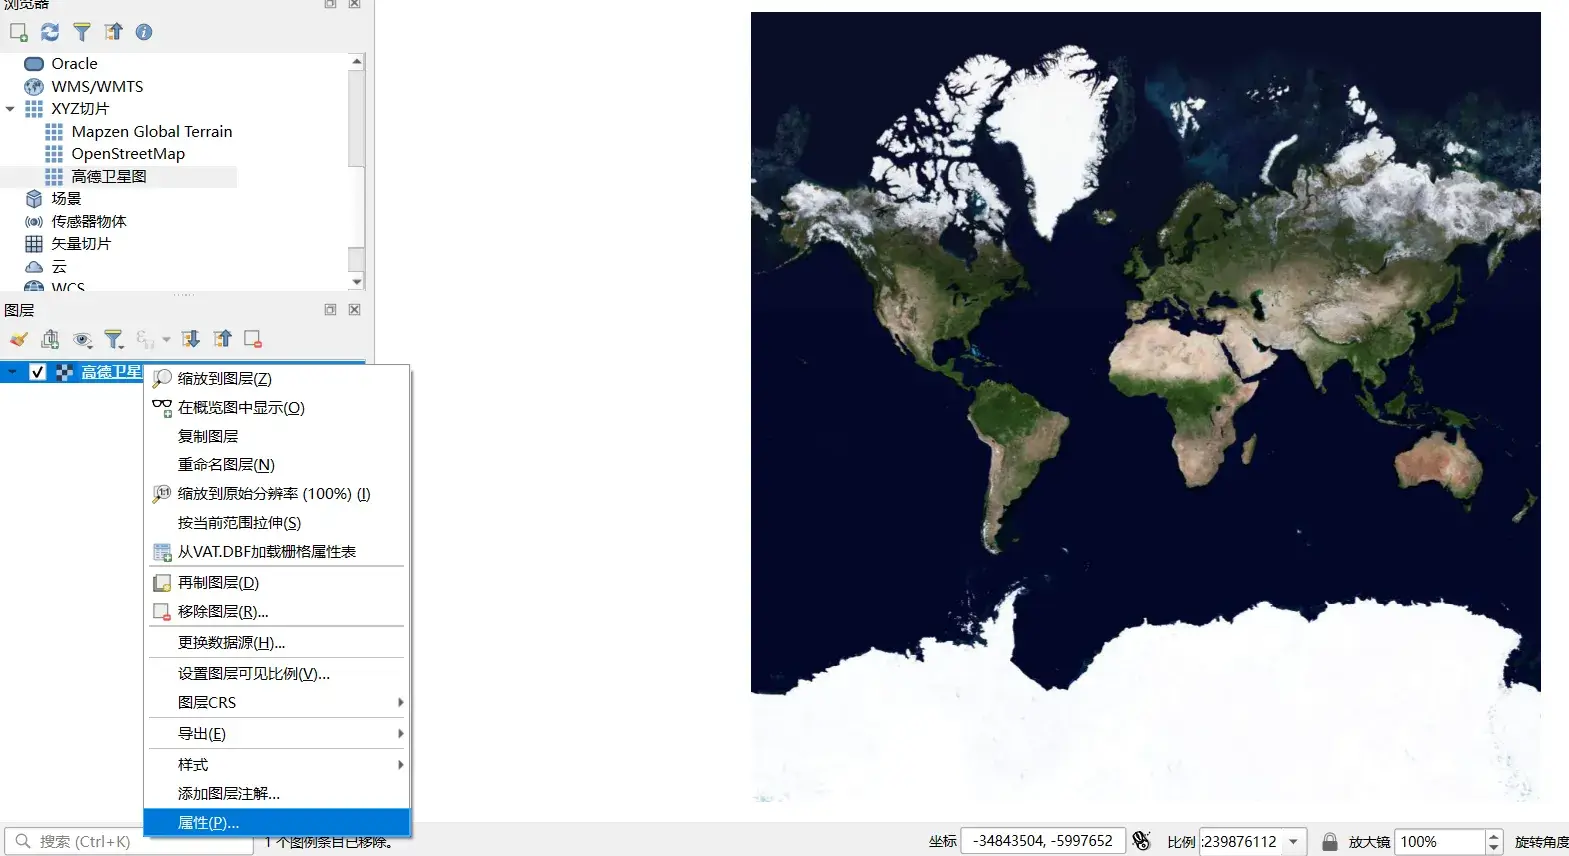 浏览器
Oracle
WMS/WMTS
XYZ切片
Mapzen Global Terrain
OpenStreetMap
高德卫星图
场景
传感器物体
矢量切片
云
WCS
图层
高德卫星
缩放到图层(Z)
在概览图中显示(O)
复制图层
重命名图层(N)
缩放到原始分辨率 (100%) (I)
按当前范围拉伸(S)
从VAT.DBF加载栅格属性表
再制图层(D)
移除图层(R)...
更换数据源(H)...
设置图层可见比例(V)...
图层CRS
导出(E)
样式
添加图层注解...
属性(P)...
搜索 (Ctrl+K)
1 个图例条目已移除。
坐标 -34843504, -5997652 比例 :239876112 放大镜 100% 旋转角度